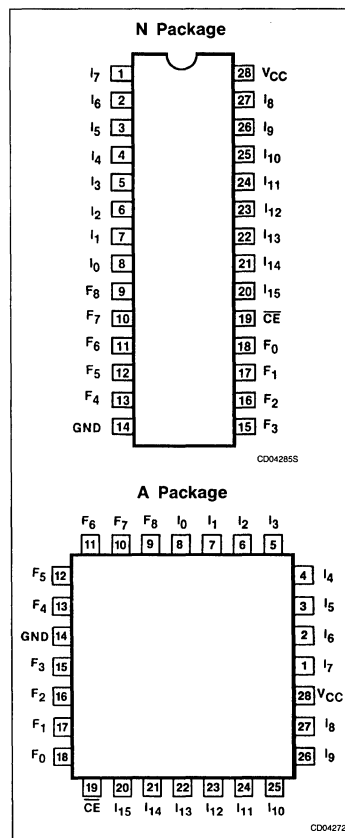 N Package
I7 1 28 VCC
I6 2 27 I8
I5 3 26 I9
I4 4 25 I10
I3 5 24 I11
I2 6 23 I12
I1 7 22 I13
I0 8 21 I14
F8 9 20 I15
F7 10 19 CE
F6 11 18 F0
F5 12 17 F1
F4 13 16 F2
GND 14 15 F3
CD04285S
A Package
F6 F7 F8 I0 I1 I2 I3
11 10 9 8 7 6 5
F5 12 4 I4
F4 13 3 I5
GND 14 2 I6
F3 15 1 I7
F2 16 28 VCC
F1 17 27 I8
F0 18 26 I9
19 20 21 22 23 24 25
CE I15 I14 I13 I12 I11 I10
CD04272